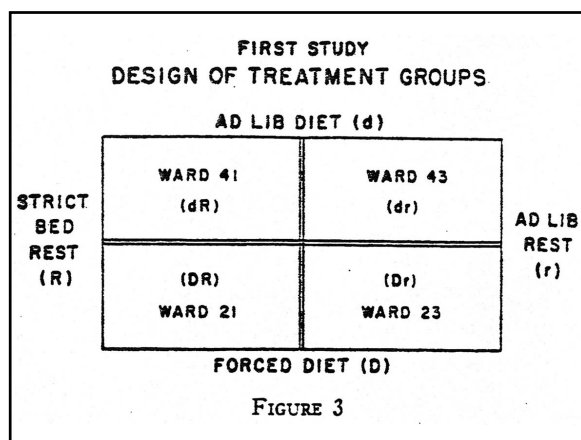 FIRST STUDY
DESIGN OF TREATMENT GROUPS
AD LIB DIET (d)
WARD 41
(dR)
WARD 43
(dr)
STRICT
BED
REST
(R)
AD LIB
REST
(r)
(DR)
WARD 21
(Dr)
WARD 23
FORCED DIET (D)
FIGURE 3